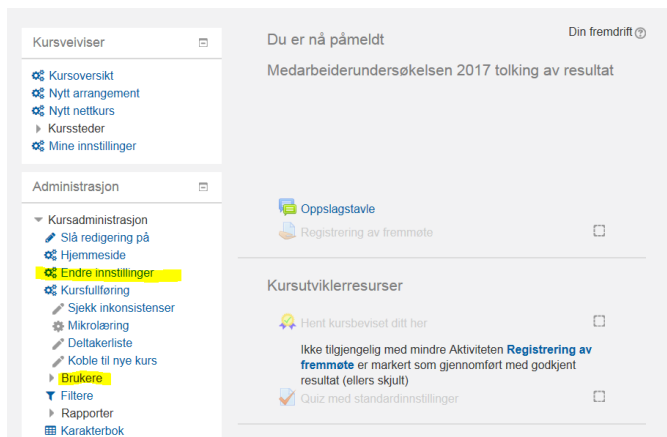 Kursveiviser
Kursoversikt
Nytt arrangement
Nytt nettkurs
Kurssteder
Mine innstillinger
Administrasjon
Kursadministrasjon
Slå redigering på
Hjemmeside
Endre innstillinger
Kursfullføring
Sjekk inkonsistenser
Mikrolæring
Deltakerliste
Koble til nye kurs
Brukere
Filtere
Rapporter
Karakterbok
Din fremdrift
Du er nå påmeldt
Medarbeiderundersøkelsen 2017 tolking av resultat
Oppslagstavle
Registrering av fremmøte
Kursutviklerresurser
Hent kursbeviset ditt her
Ikke tilgjengelig med mindre Aktiviteten Registrering av
fremmøte er markert som gjennomført med godkjent
resultat (ellers skjult)
Quiz med standardinnstillinger